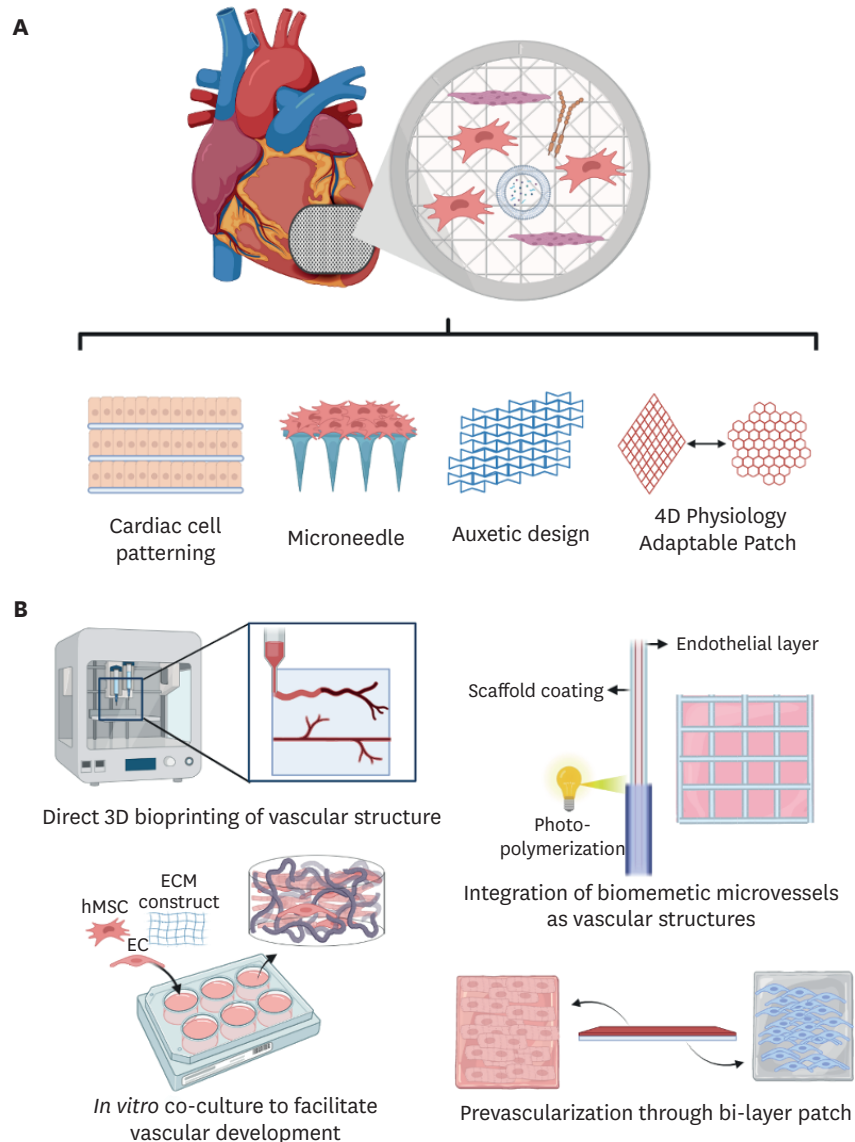 A
Cardiac cell
patterning
Microneedle
Auxetic design
4D Physiology
Adaptable Patch
B
Direct 3D bioprinting of vascular structure
Endothelial layer
Scaffold coating
Photo-
polymerization
Integration of biomemetic microvessels
as vascular structures
hMSC
ECM
construct
EC
In vitro co-culture to facilitate
vascular development
Prevascularization through bi-layer patch